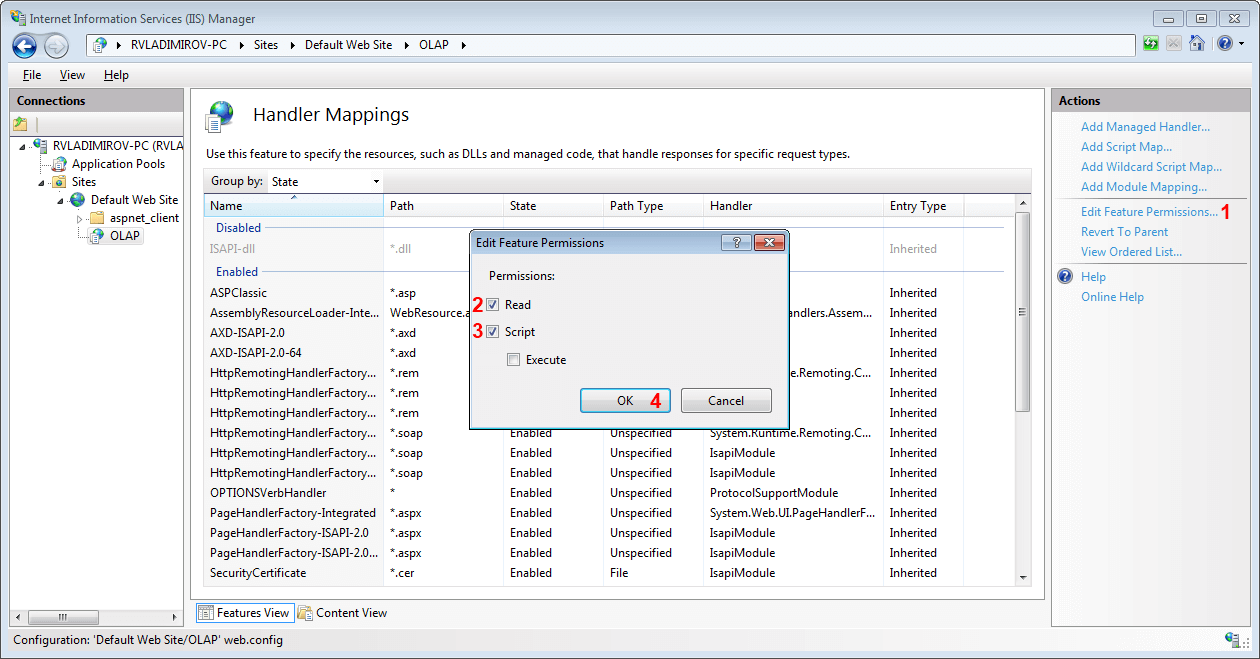 Internet Information Services (IIS) Manager
RVLADIMIROV-PC Sites Default Web Site OLAP
File View Help
Connections
RVLADIMIROV-PC (RVLA
Application Pools
Sites
Default Web Site
aspnet_client
OLAP
Handler Mappings
Use this feature to specify the resources, such as DLLs and managed code, that handle responses for specific request types.
Group by: State
Name Path State Path Type Handler Entry Type
Disabled
ISAPI-dll *.dll Inherited
Enabled
ASPClassic *.asp Inherited
AssemblyResourceLoader-Inte... WebResource.a andlers.Assem... Inherited
AXD-ISAPI-2.0 *.axd Inherited
AXD-ISAPI-2.0-64 *.axd Inherited
HttpRemotingHandlerFactory... *.rem e.Remoting.C... Inherited
HttpRemotingHandlerFactory... *.rem Inherited
HttpRemotingHandlerFactory... *.rem Inherited
HttpRemotingHandlerFactory... *.soap Enabled Unspecified System.Runtime.Remoting.C... Inherited
HttpRemotingHandlerFactory... *.soap Enabled Unspecified IsapiModule Inherited
HttpRemotingHandlerFactory... *.soap Enabled Unspecified IsapiModule Inherited
OPTIONSVerbHandler * Enabled Unspecified ProtocolSupportModule Inherited
PageHandlerFactory-Integrated *.aspx Enabled Unspecified System.Web.UI.PageHandlerF... Inherited
PageHandlerFactory-ISAPI-2.0 *.aspx Enabled Unspecified IsapiModule Inherited
PageHandlerFactory-ISAPI-2.0... *.aspx Enabled Unspecified IsapiModule Inherited
SecurityCertificate *.cer Enabled File IsapiModule Inherited
Edit Feature Permissions
?
Permissions:
2 Read
3 Script
Execute
OK 4 Cancel
Features View Content View
Actions
Add Managed Handler...
Add Script Map...
Add Wildcard Script Map...
Add Module Mapping...
Edit Feature Permissions... 1
Revert To Parent
View Ordered List...
Help
Online Help
Configuration: 'Default Web Site/OLAP' web.config